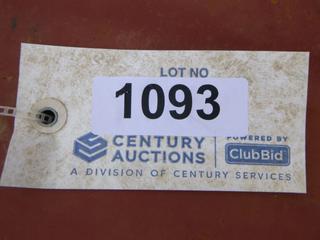 LOT NO
1093
CENTURY
AUCTIONS
POWERED BY
ClubBid
A DIVISION OF CENTURY SERVICES